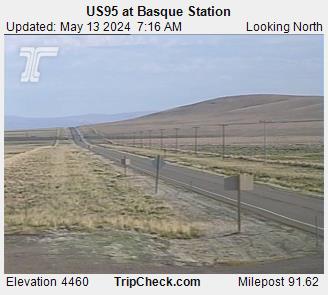 US95 at Basque Station
Updated: May 13 2024 7:16 AM Looking North
Elevation 4460 TripCheck.com Milepost 91.62